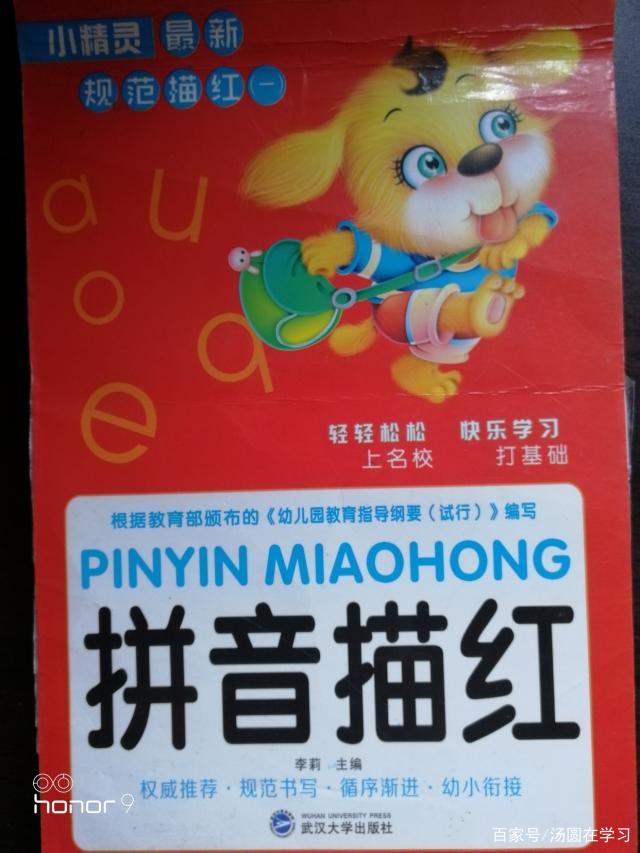 小精灵 最新
规范描红一
a u
o a
e
轻轻松松 快乐学习
上名校 打基础
根据教育部颁布的《幼儿园教育指导纲要（试行）》编写
PINYIN MIAOHONG
拼音描红
李莉 主编
权威推荐·规范书写·循序渐进·幼小衔接
WUHAN UNIVERSITY PRESS
武汉大学出版社
honor 9
百家号/汤圆在学习